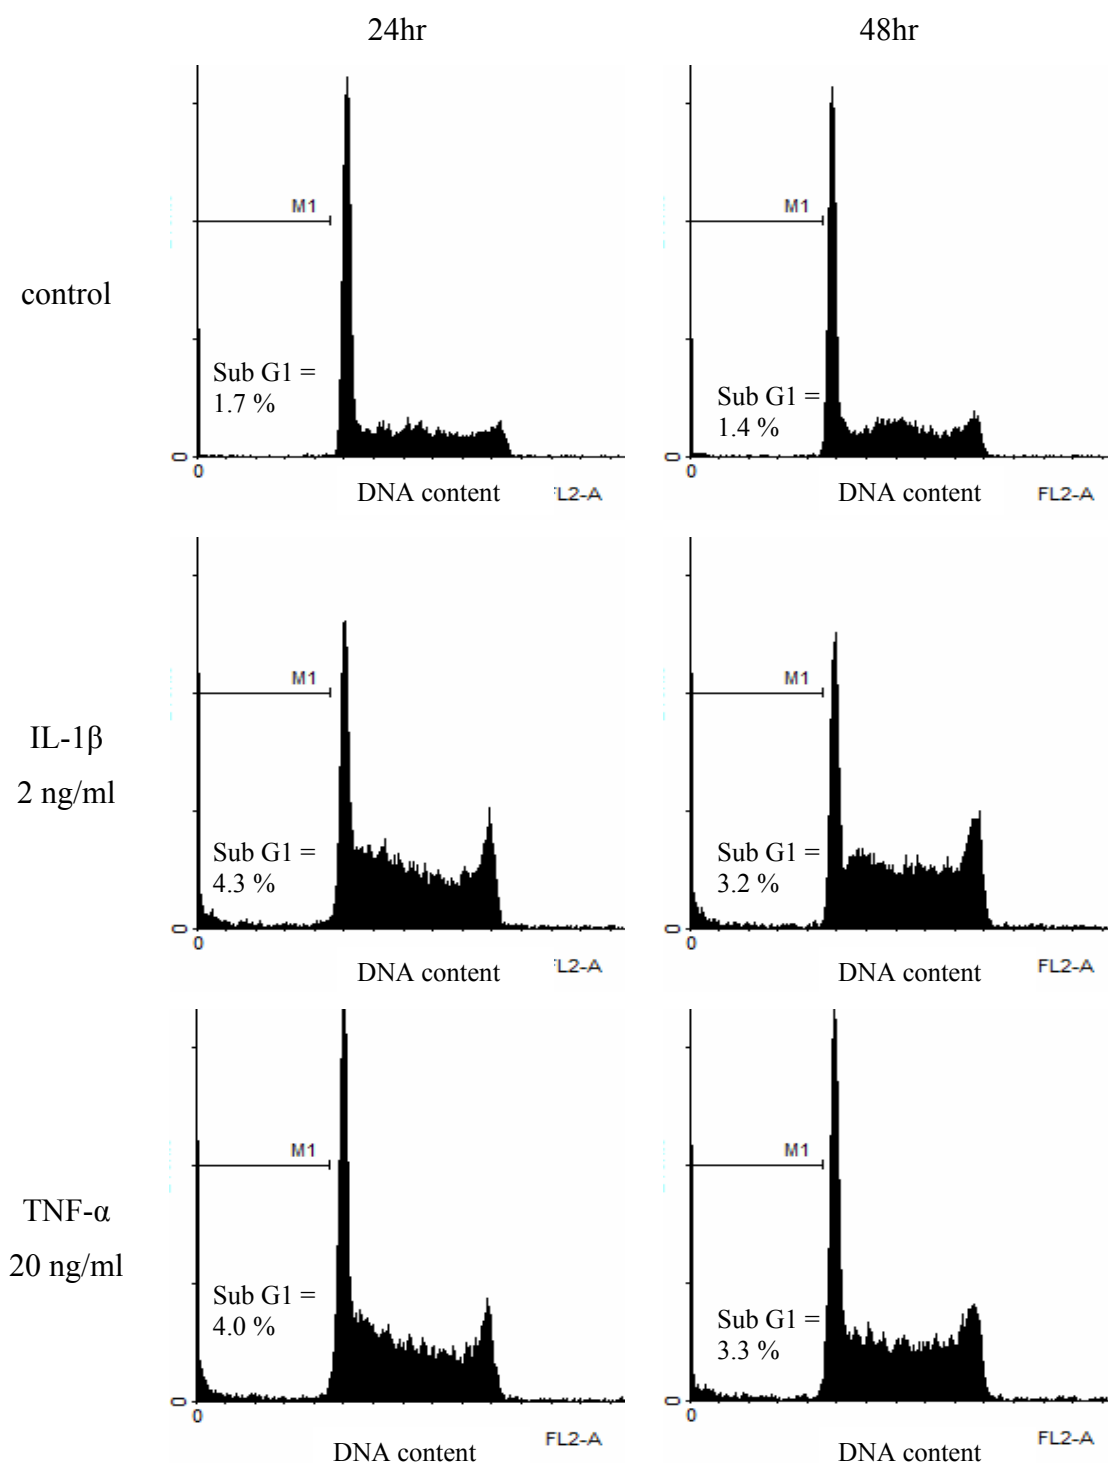 24hr 48hr
control
M1
Sub G1 =
1.7 %
0
0
DNA content
FL2-A
M1
Sub G1 =
1.4 %
0
0
DNA content
FL2-A
IL-1β
2 ng/ml
M1
Sub G1 =
4.3 %
0
0
DNA content
FL2-A
M1
Sub G1 =
3.2 %
0
0
DNA content
FL2-A
TNF-α
20 ng/ml
M1
Sub G1 =
4.0 %
0
0
DNA content
FL2-A
M1
Sub G1 =
3.3 %
0
0
DNA content
FL2-A